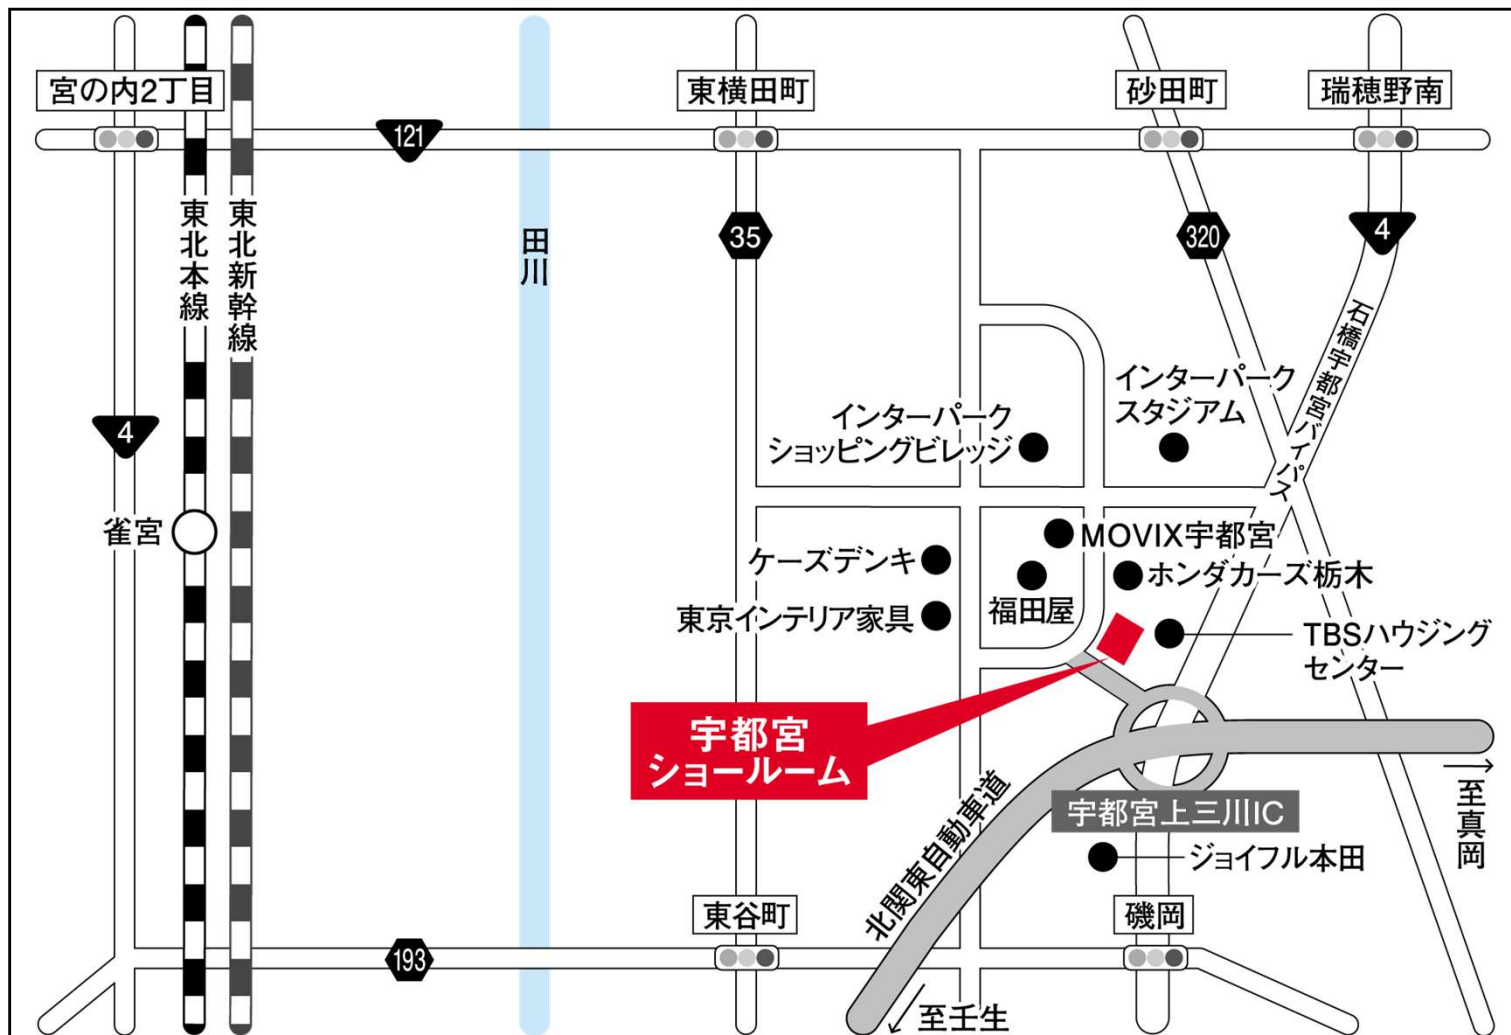 宮の内2丁目
東横田町
砂田町
瑞穂野南
121
東北本線
東北新幹線
田川
35
320
4
石橋宇都宮バイパス
インターパーク
スタジアム
インターパーク
ショッピングビレッジ
4
雀宮
MOVIX宇都宮
ケーズデンキ
ホンダカーズ栃木
福田屋
東京インテリア家具
TBSハウジング
センター
宇都宮
ショールーム
宇都宮上三川IC
至真岡
北関東自動車道
ジョイフル本田
東谷町
磯岡
193
至壬生